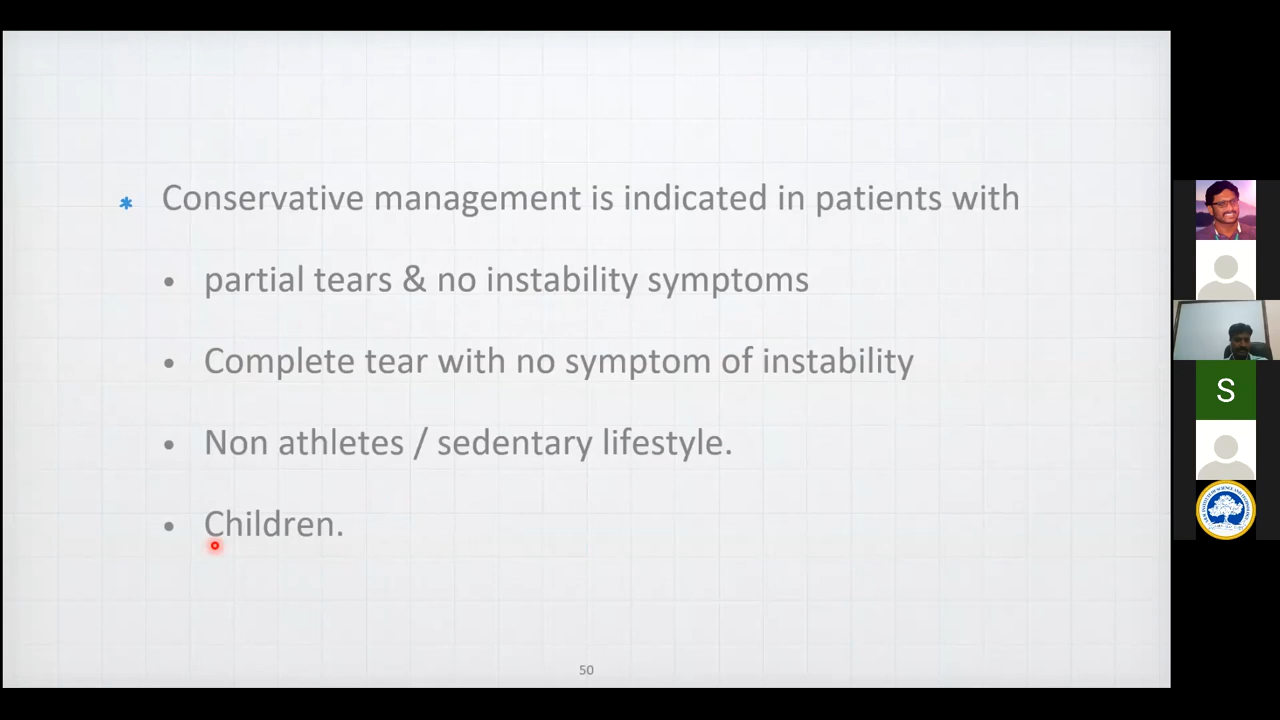 * Conservative management is indicated in patients with
• partial tears & no instability symptoms
• Complete tear with no symptom of instability
• Non athletes / sedentary lifestyle.
• Children.
50
S